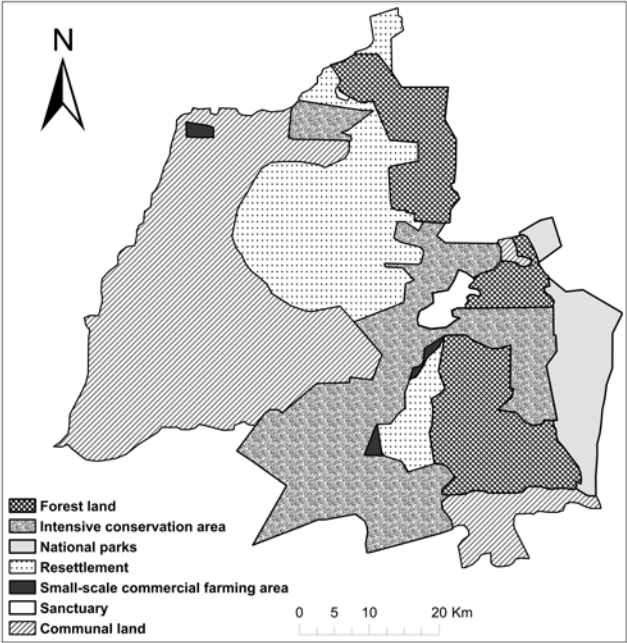 N
Forest land
Intensive conservation area
National parks
Resettlement
Small-scale commercial farming area
Sanctuary
Communal land
0 5 10 20 Km